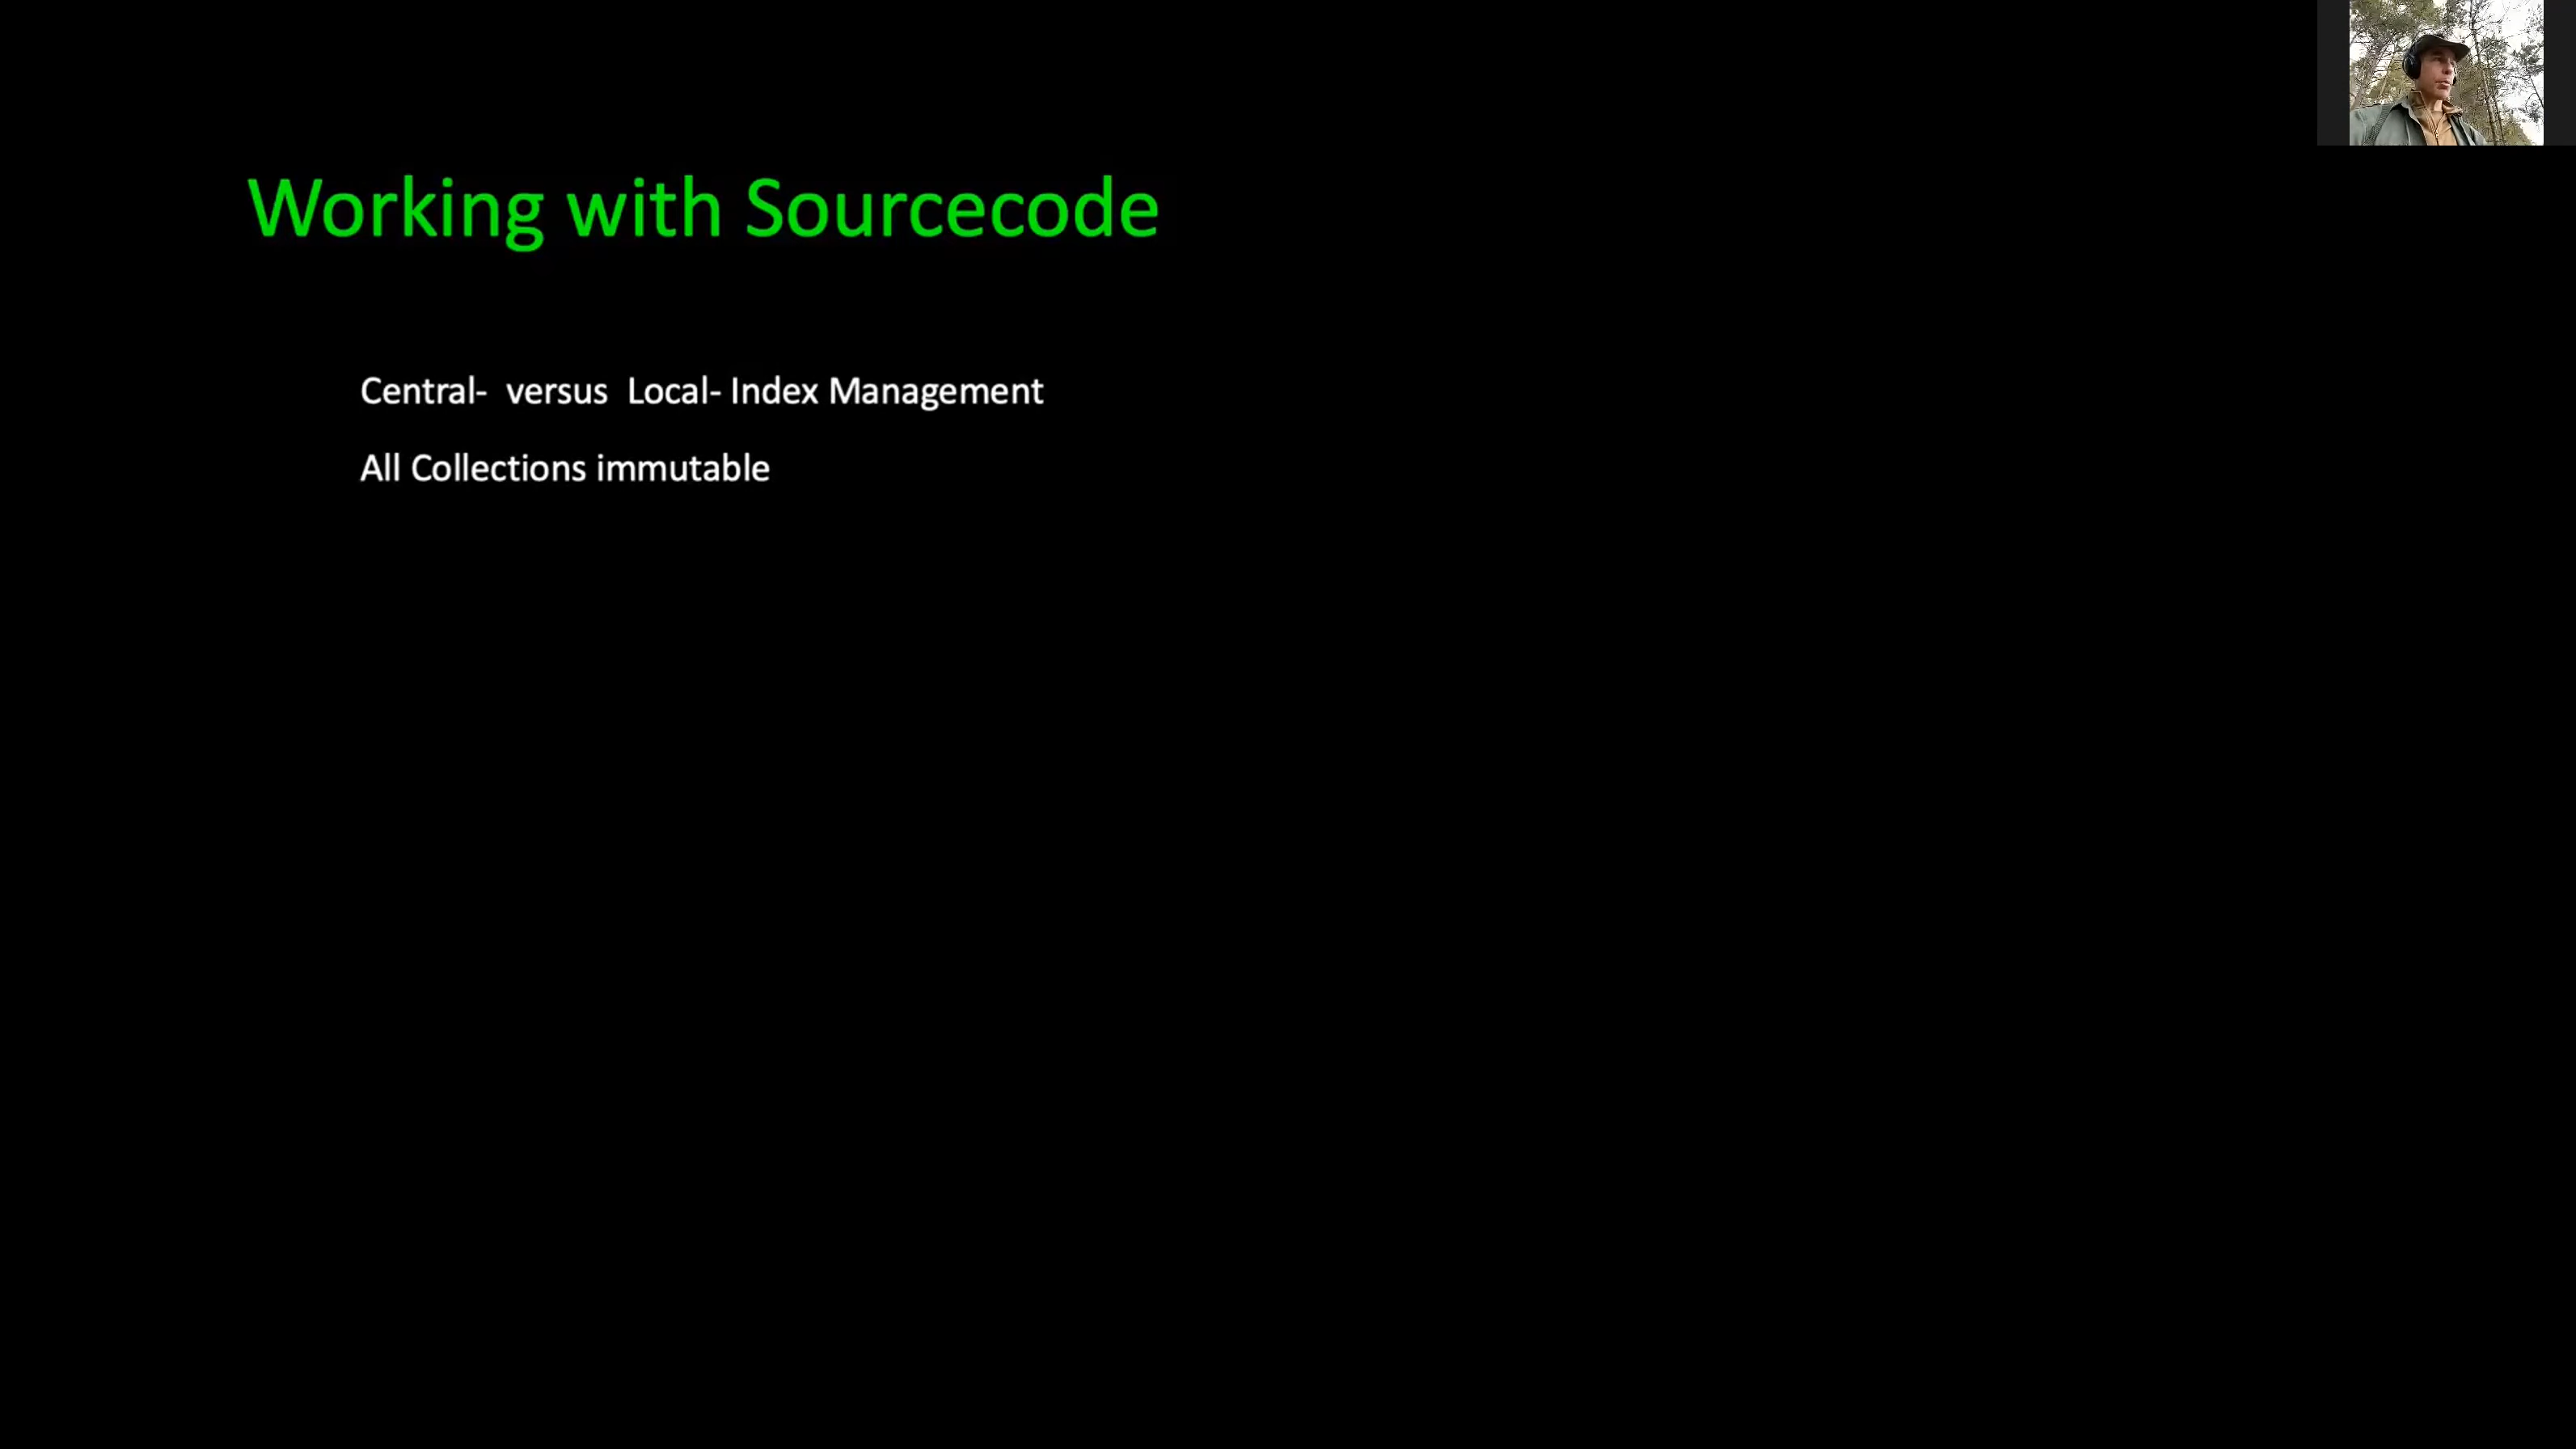 Working with Sourcecode
Central-  versus  Local- Index Management
All Collections immutable